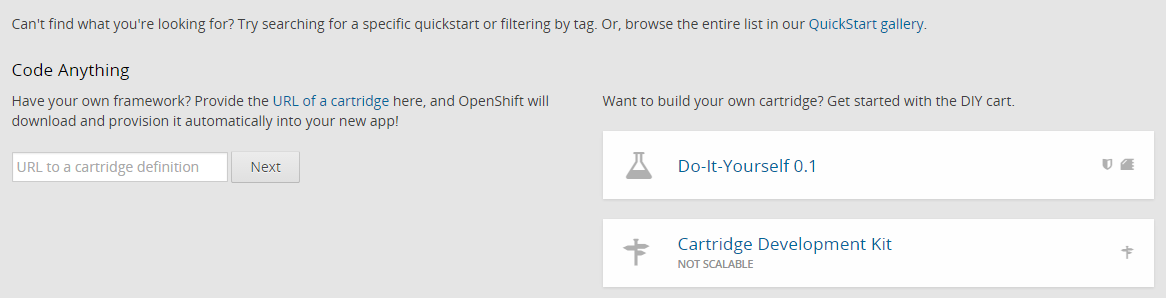 Can't find what you're looking for? Try searching for a specific quickstart or filtering by tag. Or, browse the entire list in our QuickStart gallery.
Code Anything
Have your own framework? Provide the URL of a cartridge here, and OpenShift will
download and provision it automatically into your new app!
URL to a cartridge definition
Next
Want to build your own cartridge? Get started with the DIY cart.
Do-It-Yourself 0.1
Cartridge Development Kit
NOT SCALABLE